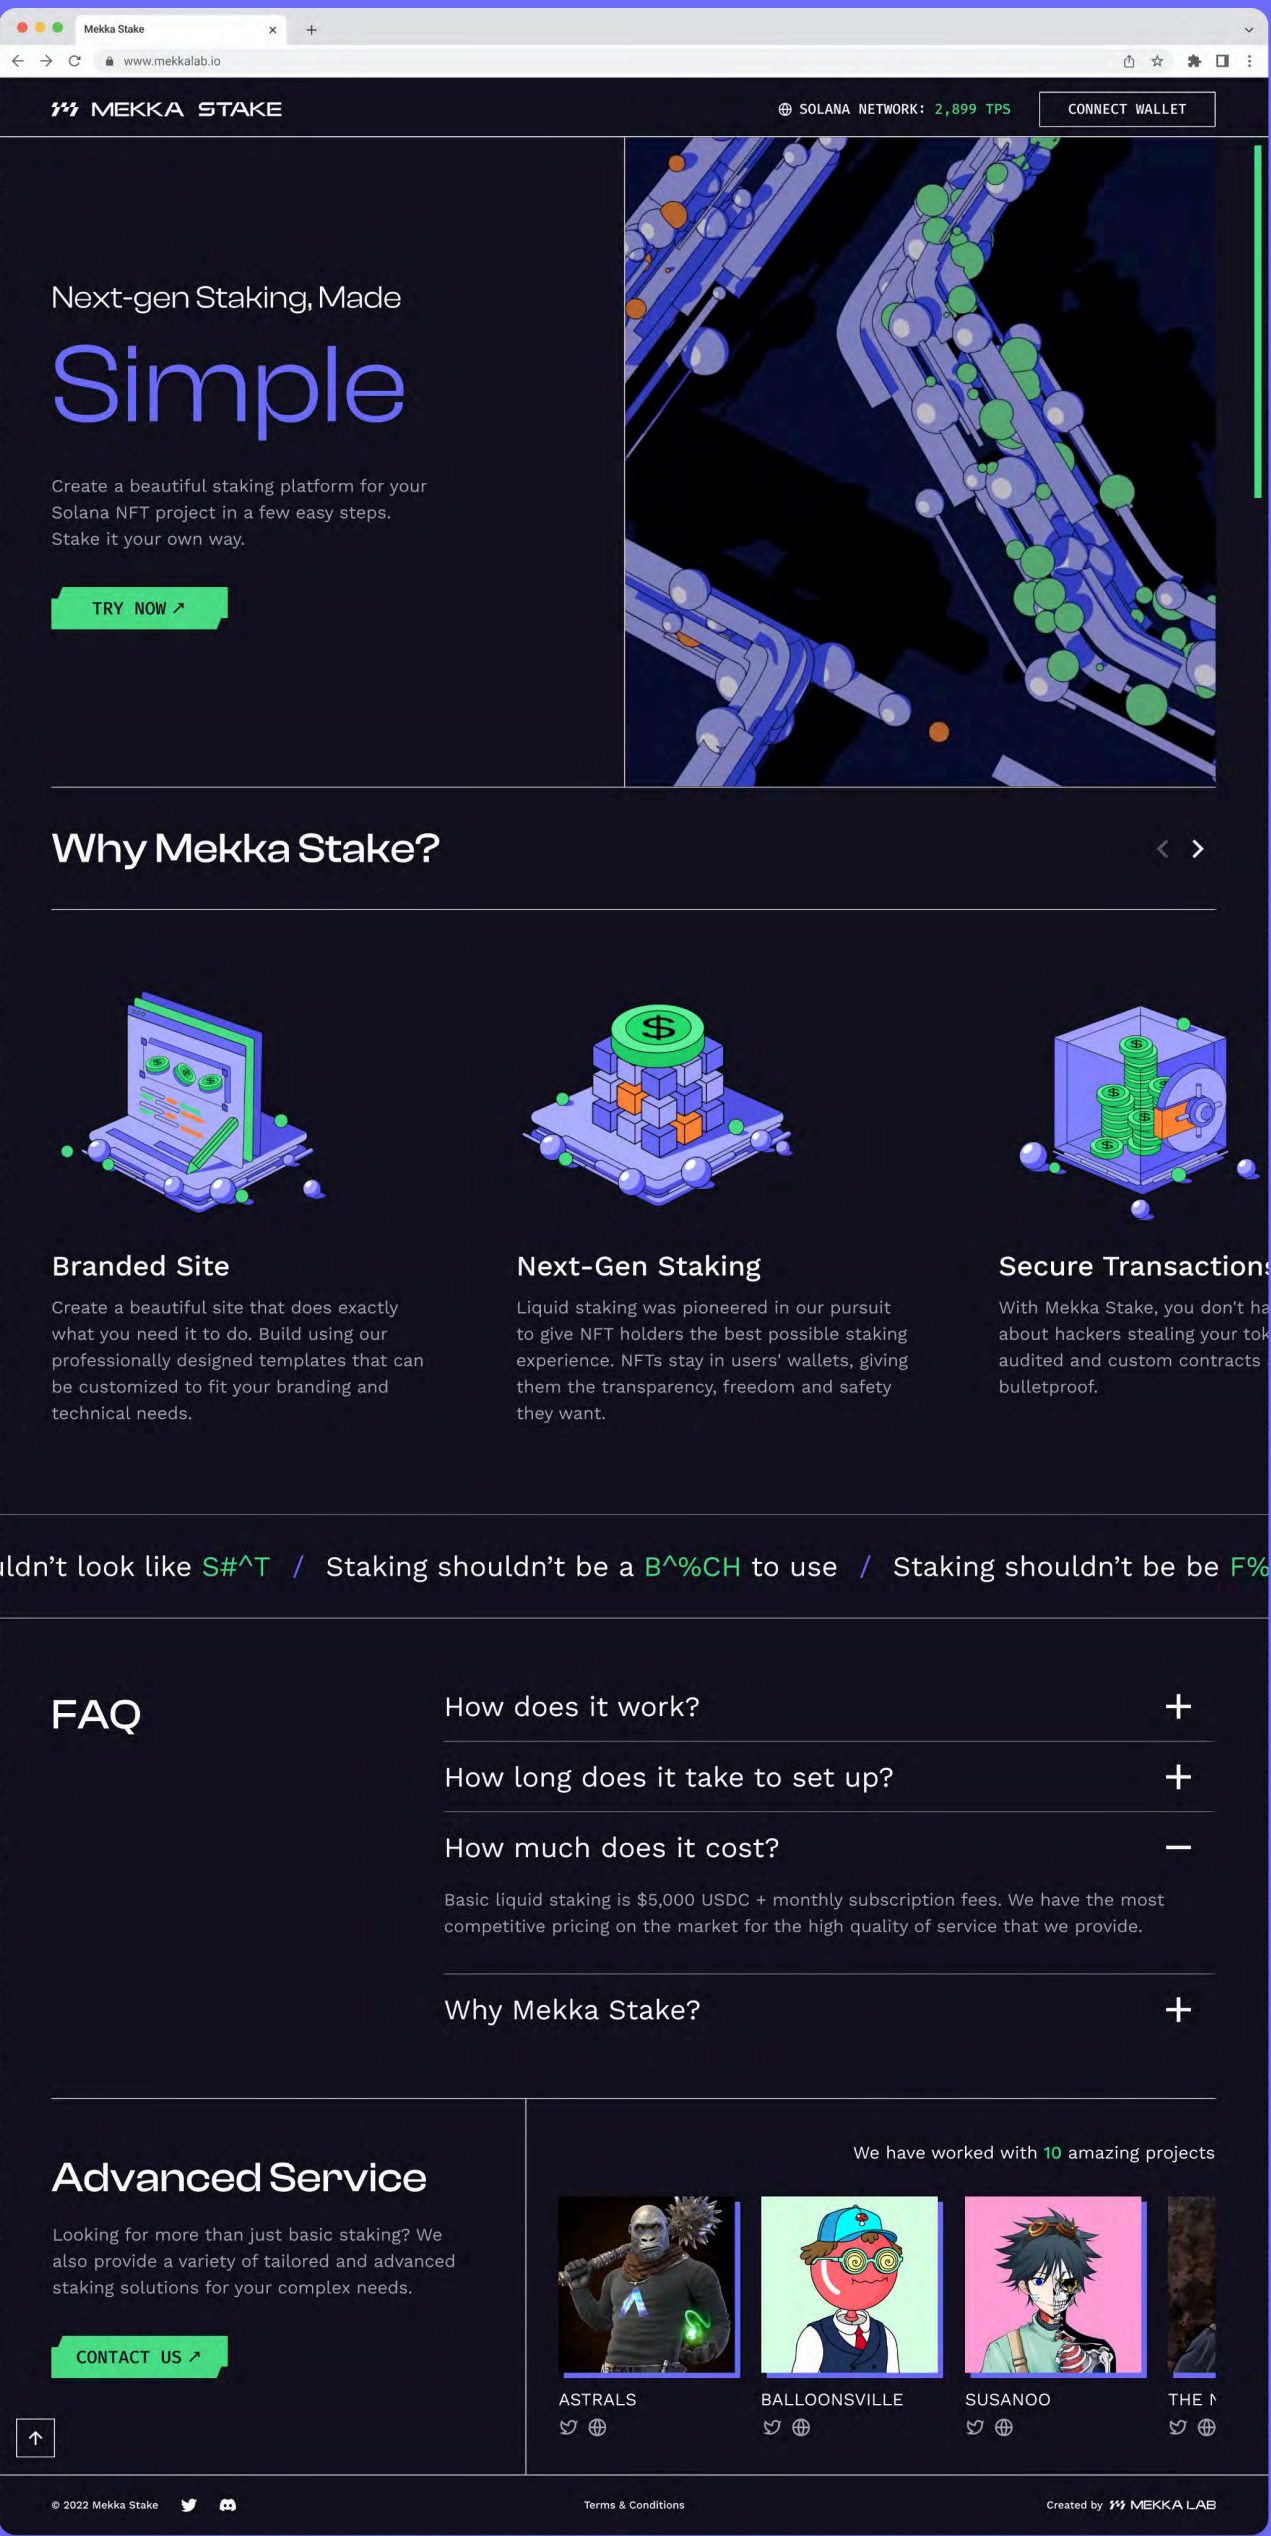 Mekka Stake
www.mekkalab.io
MEKKA STAKE
SOLANA NETWORK: 2,899 TPS
CONNECT WALLET
Next-gen Staking, Made
Simple
Create a beautiful staking platform for your
Solana NFT project in a few easy steps.
Stake it your own way.
TRY NOW ↗
Why Mekka Stake?
Branded Site
Create a beautiful site that does exactly
what you need it to do. Build using our
professionally designed templates that can
be customized to fit your branding and
technical needs.
Next-Gen Staking
Liquid staking was pioneered in our pursuit
to give NFT holders the best possible staking
experience. NFTs stay in users' wallets, giving
them the transparency, freedom and safety
they want.
Secure Transactions
With Mekka Stake, you don't ha
about hackers stealing your tok
audited and custom contracts
bulletproof.
uldn't look like S#^T / Staking shouldn't be a B^%CH to use / Staking shouldn't be be F%
FAQ
How does it work?
How long does it take to set up?
How much does it cost?
Basic liquid staking is $5,000 USDC + monthly subscription fees. We have the most
competitive pricing on the market for the high quality of service that we provide.
Why Mekka Stake?
Advanced Service
Looking for more than just basic staking? We
also provide a variety of tailored and advanced
staking solutions for your complex needs.
CONTACT US ↗
We have worked with 10 amazing projects
ASTRALS
BALLOONSVILLE
SUSANOO
THE
© 2022 Mekka Stake
Terms & Conditions
Created by MEKKA LAB